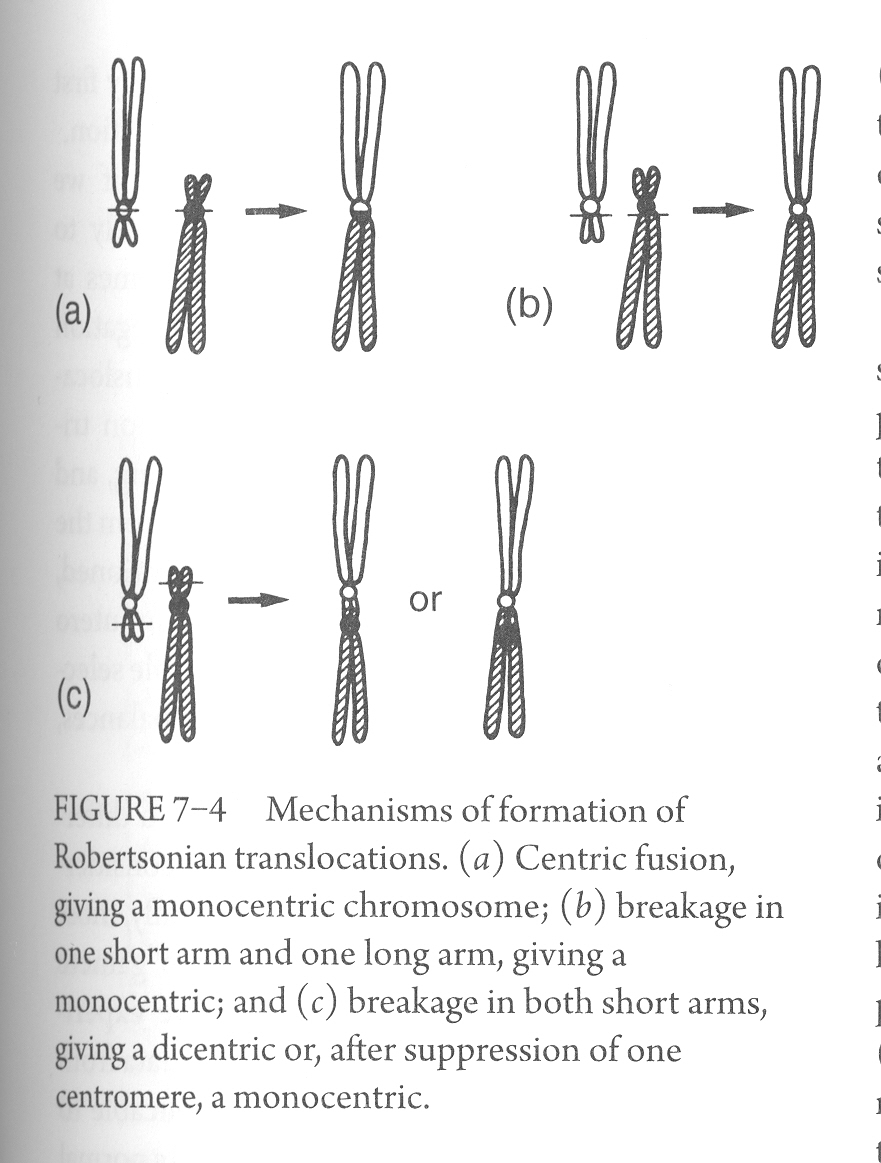 (a)
(b)
(c)
or
FIGURE 7–4 Mechanisms of formation of
Robertsonian translocations. (a) Centric fusion,
giving a monocentric chromosome; (b) breakage in
one short arm and one long arm, giving a
monocentric; and (c) breakage in both short arms,
giving a dicentric or, after suppression of one
centromere, a monocentric.